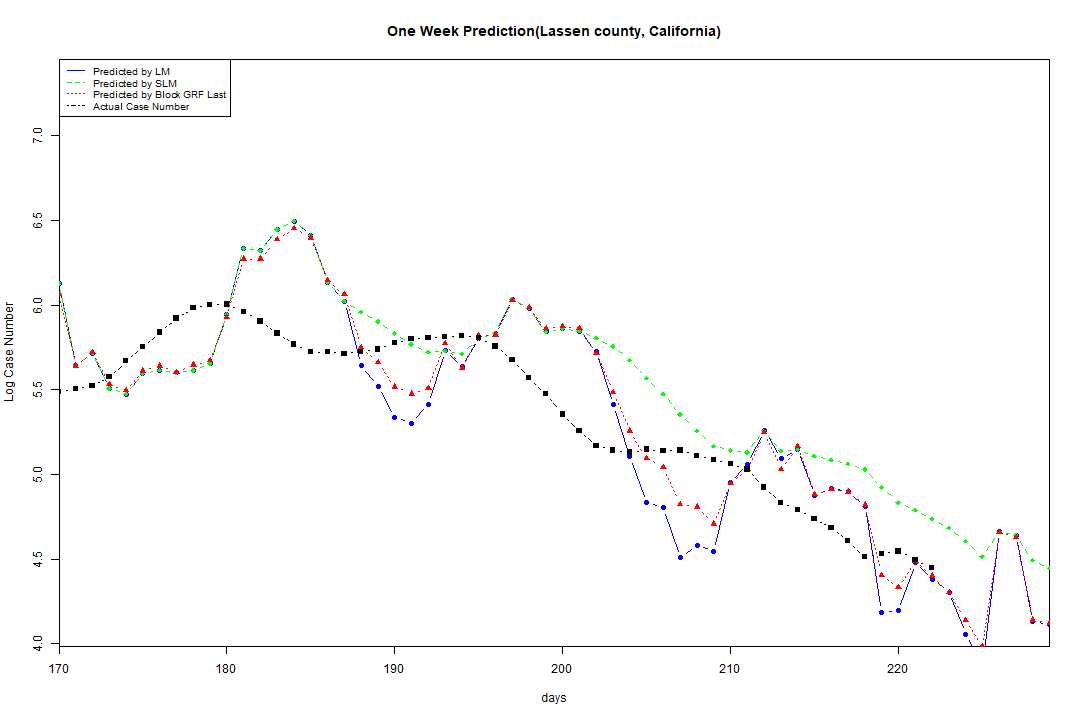 One Week Prediction(Lassen county, California)
Predicted by LM
Predicted by SLM
Predicted by Block GRF Last
Actual Case Number
7.0
6.5
6.0
5.5
5.0
4.5
4.0
Log Case Number
170 180 190 200 210 220
days